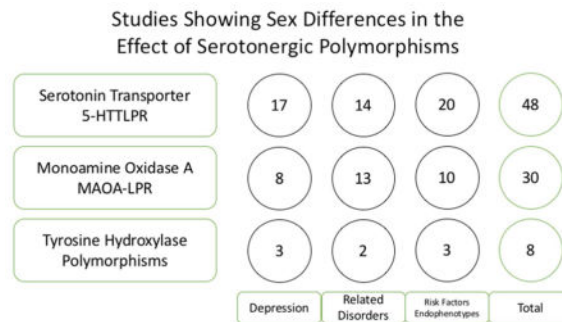 Studies Showing Sex Differences in the
Effect of Serotonergic Polymorphisms
Serotonin Transporter
5-HTTLPR
17
14
20
48
Monoamine Oxidase A
MAOA-LPR
8
13
10
30
Tyrosine Hydroxylase
Polymorphisms
3
2
3
8
Depression
Related
Disorders
Risk Factors
Endophenotypes
Total